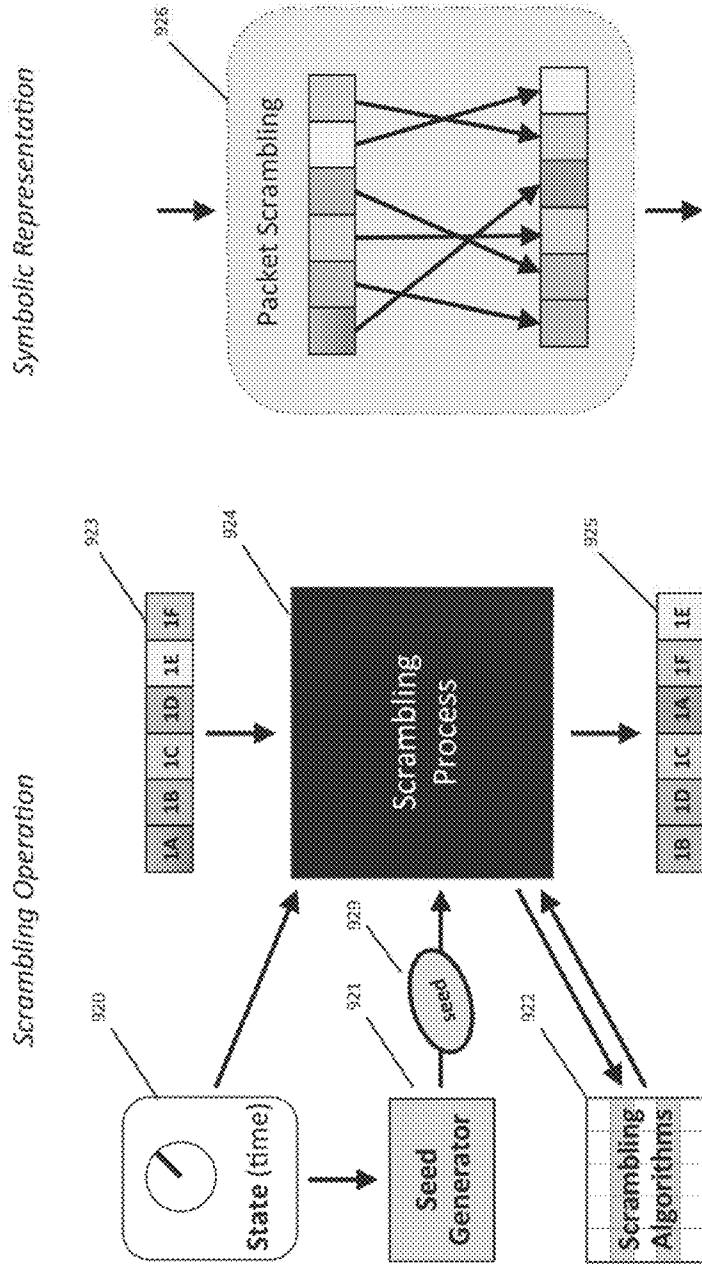 Scrambling Operation
Symbolic Representation
920
State (time)
921
Seed
Generator
929
seed
922
Scrambling
Algorithms
923
1A 1B 1C 1D 1E 1F
924
Scrambling
Process
925
1B 1D 1C 1A 1F 1E
926
Packet Scrambling